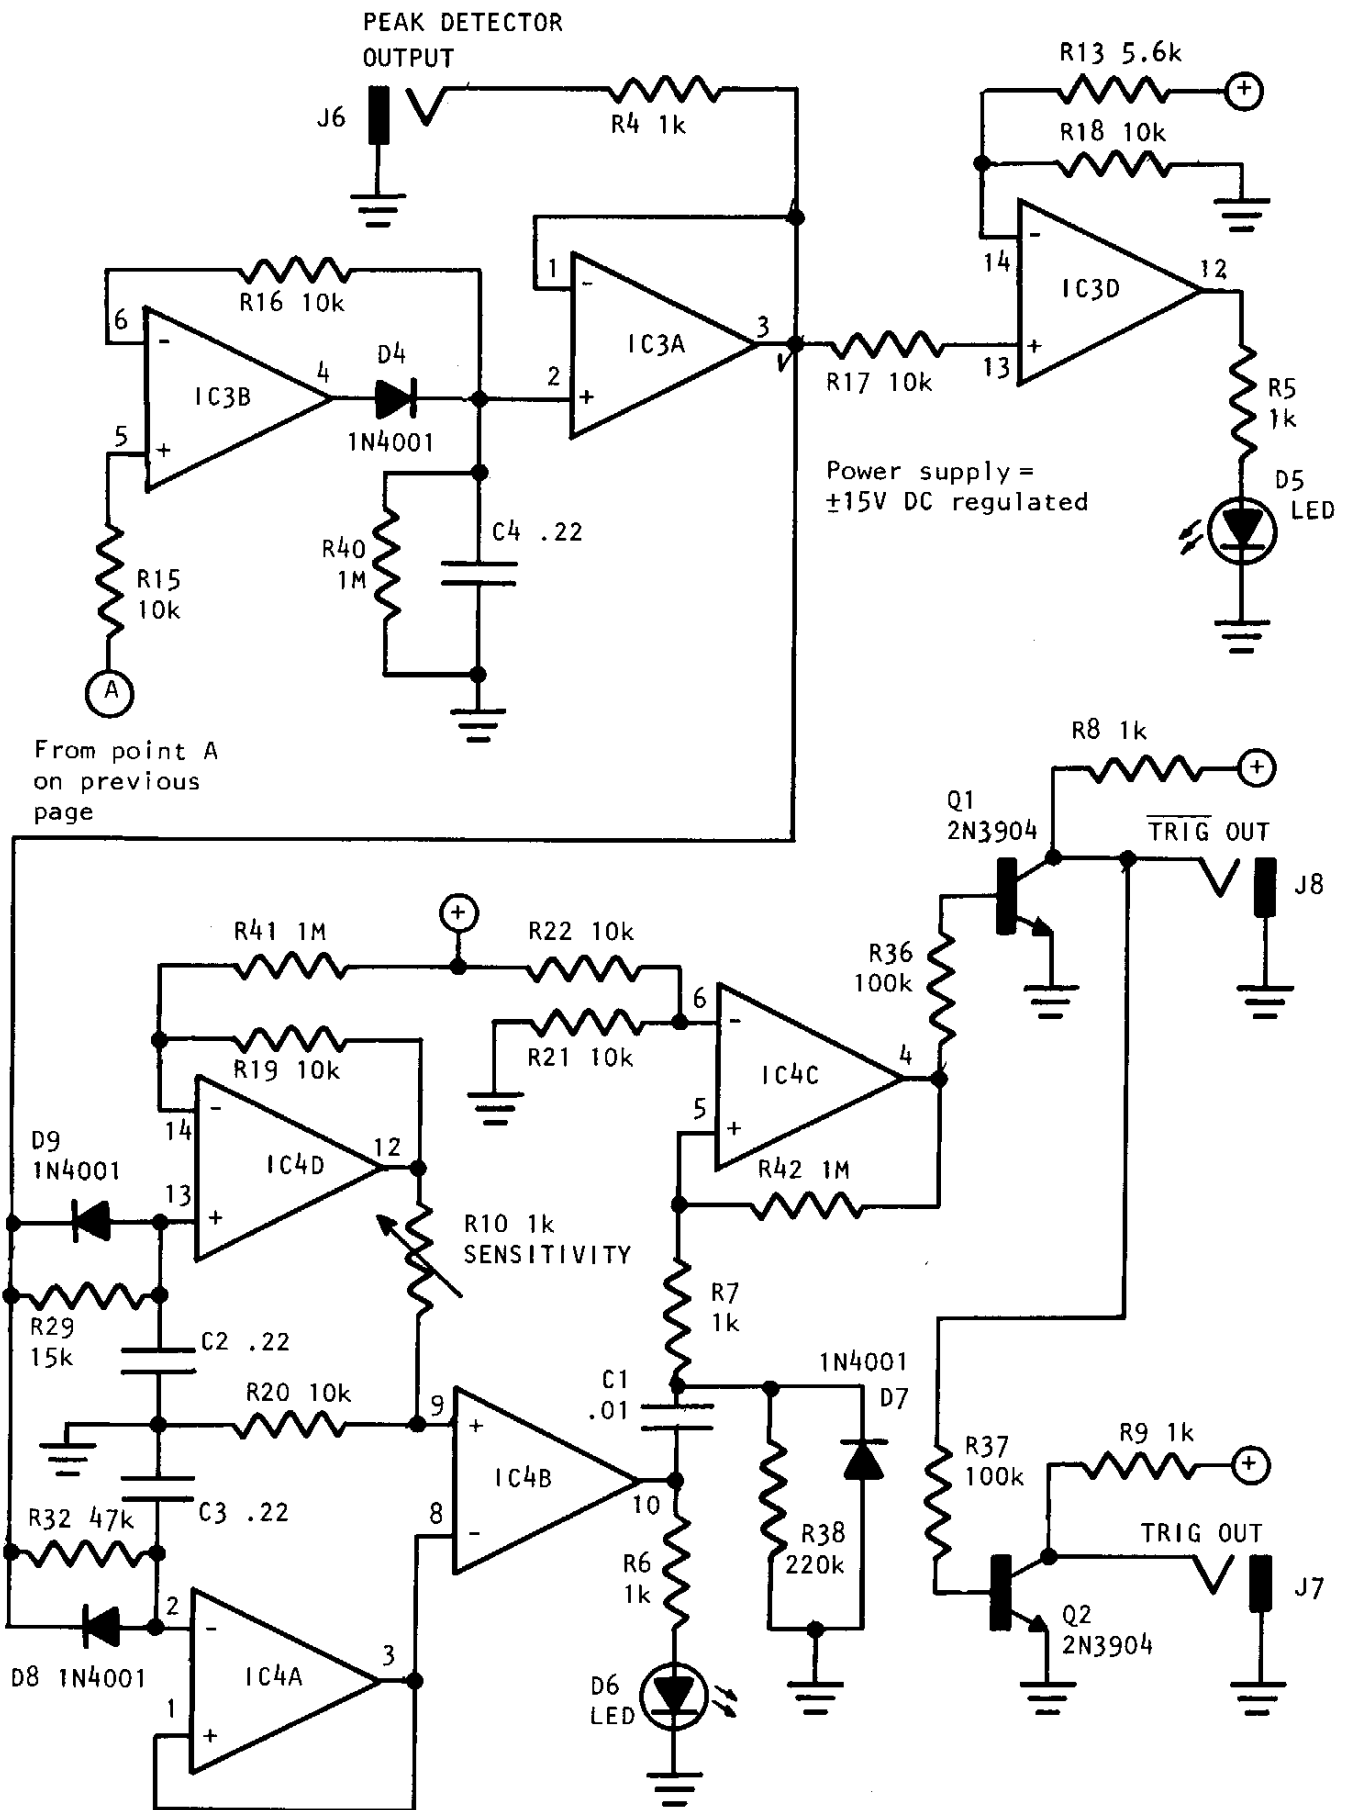 PEAK DETECTOR
OUTPUT
J6
R4 1k
R13 5.6k
+
R18 10k
-
14
IC3D
12
+
13
R16 10k
6
-
IC3B
4
5
+
D4
1N4001
1
-
IC3A
3
2
+
R17 10k
R5
1k
D5
LED
Power supply =
±15V DC regulated
R15
10k
R40
1M
C4 .22
A
From point A
on previous
page
R8 1k
+
Q1
2N3904
TRIG OUT
J8
+
R41 1M
R22 10k
R36
100k
R19 10k
R21 10k
6
-
IC4C
4
5
+
R42 1M
D9
1N4001
-
14
IC4D
12
13
+
R10 1k
SENSITIVITY
R29
15k
C2 .22
R7
1k
1N4001
D7
C1
.01
R20 10k
9
+
IC4B
10
8
-
R32 47k
C3 .22
R6
1k
R38
220k
R37
100k
R9 1k
+
TRIG OUT
J7
Q2
2N3904
2
-
IC4A
3
1
+
D8 1N4001
D6
LED